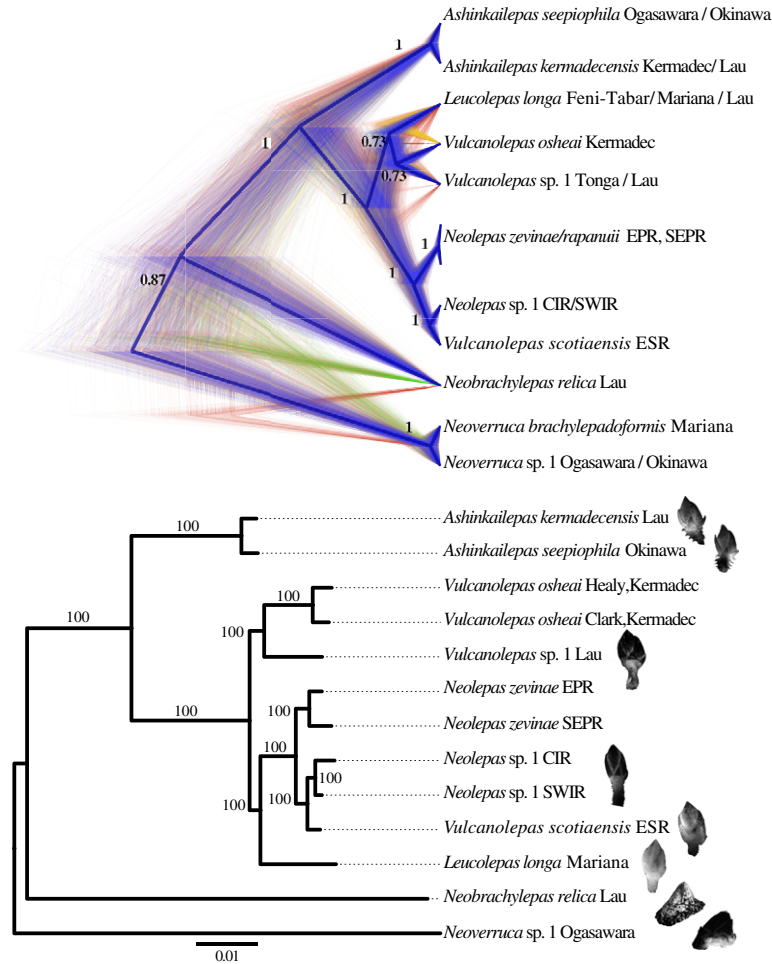 Ashinkailepas seepiophila Ogasawara / Okinawa
1
Ashinkailepas kermadecensis Kermadec/ Lau
Leucolepas longa Feni-Tabar/ Mariana / Lau
1
0.73
Vulcanolepas osheai Kermadec
0.73
Vulcanolepas sp. 1 Tonga / Lau
1
Neolepas zevinae/rapanuii EPR, SEPR
1
1
0.87
Neolepas sp. 1 CIR/SWIR
1
Vulcanolepas scotiaensis ESR
Neobrachylepas relica Lau
Neoverruca brachylepadoformis Mariana
1
Neoverruca sp. 1 Ogasawara / Okinawa
Ashinkailepas kermadecensis Lau
100
Ashinkailepas seepiophila Okinawa
Vulcanolepas osheai Healy,Kermadec
100
Vulcanolepas osheai Clark,Kermadec
100
100
Vulcanolepas sp. 1 Lau
Neolepas zevinae EPR
100
Neolepas zevinae SEPR
100
100
Neolepas sp. 1 CIR
100
Neolepas sp. 1 SWIR
100
100
Vulcanolepas scotiaensis ESR
Leucolepas longa Mariana
Neobrachylepas relica Lau
Neoverruca sp. 1 Ogasawara
0.01